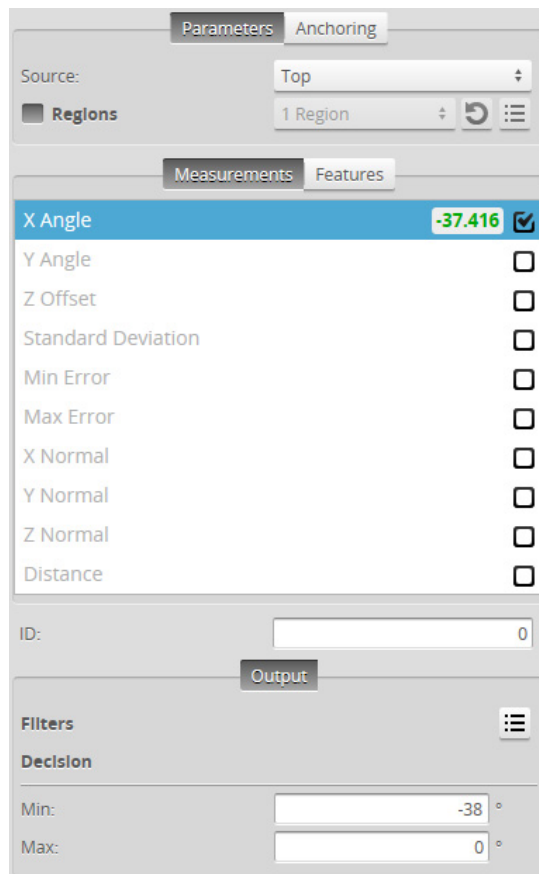 Parameters Anchoring
Source: Top
Regions 1 Region
Measurements Features
X Angle -37.416
Y Angle
Z Offset
Standard Deviation
Min Error
Max Error
X Normal
Y Normal
Z Normal
Distance
ID: 0
Output
Filters
Decision
Min: -38 °
Max: 0 °